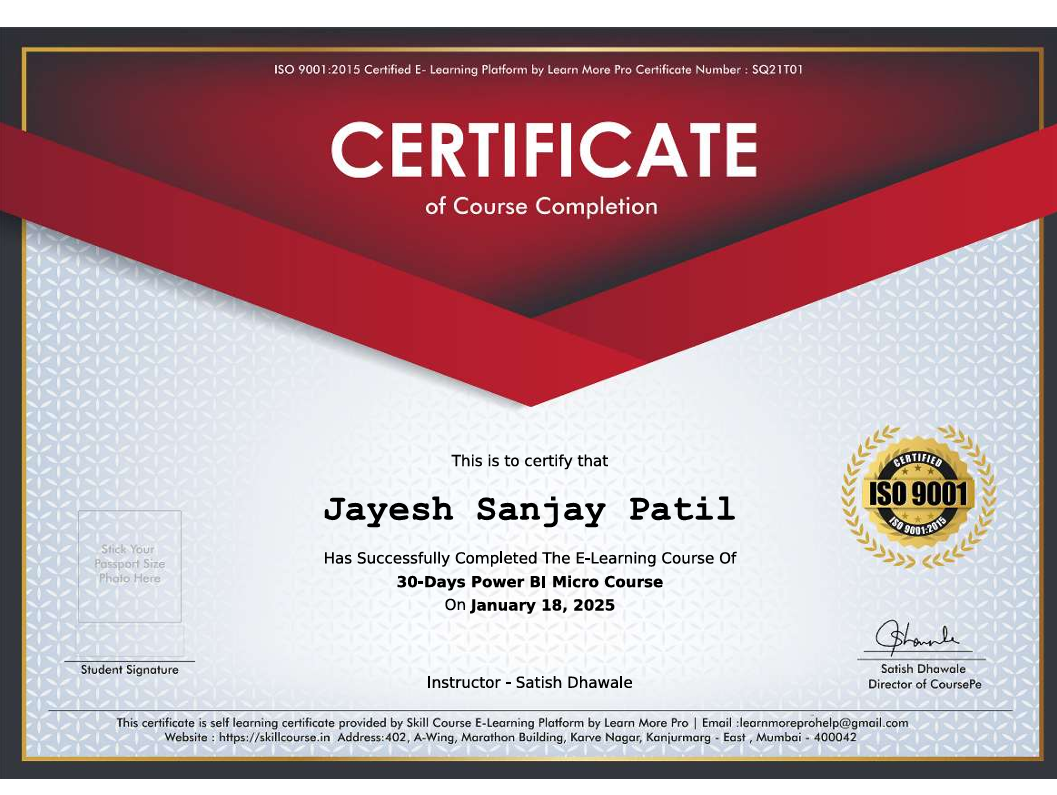 ISO 9001:2015 Certified E- Learning Platform by Learn More Pro Certificate Number : SQ21T01
CERTIFICATE
of Course Completion
This is to certify that
Jayesh Sanjay Patil
Has Successfully Completed The E-Learning Course Of
30-Days Power BI Micro Course
On January 18, 2025
Instructor - Satish Dhawale
CERTIFIED
ISO 9001
ISO 9001:2015
Stick Your
Passport Size
Photo Here
Student Signature
Satish Dhawale
Director of CoursePe
This certificate is self learning certificate provided by Skill Course E-Learning Platform by Learn More Pro | Email :learnmoreprohelp@gmail.com
Website : https://skillcourse.in Address:402, A-Wing, Marathon Building, Karve Nagar, Kanjurmarg - East , Mumbai - 400042